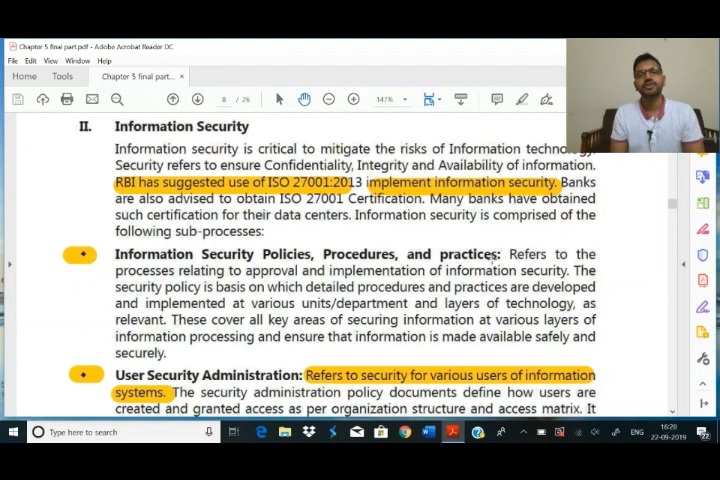 Chapter 5 final part.pdf - Adobe Acrobat Reader DC
File Edit View Window Help
Home Tools Chapter 5 final part... ×
8 / 26 147%
II. Information Security
Information security is critical to mitigate the risks of Information technology.
Security refers to ensure Confidentiality, Integrity and Availability of information.
RBI has suggested use of ISO 27001:2013 implement information security. Banks
are also advised to obtain ISO 27001 Certification. Many banks have obtained
such certification for their data centers. Information security is comprised of the
following sub-processes:
Information Security Policies, Procedures, and practices: Refers to the
processes relating to approval and implementation of information security. The
security policy is basis on which detailed procedures and practices are developed
and implemented at various units/department and layers of technology, as
relevant. These cover all key areas of securing information at various layers of
information processing and ensure that information is made available safely and
securely.
User Security Administration: Refers to security for various users of information
systems. The security administration policy documents define how users are
created and granted access as per organization structure and access matrix. It
Type here to search
ENG
16:28
22-09-2019
22